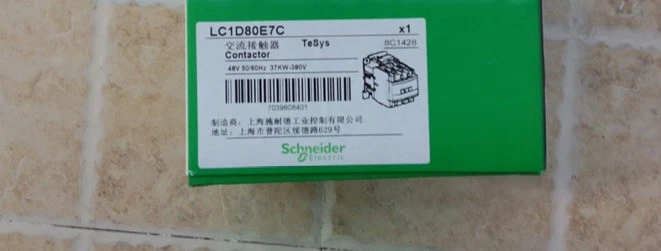 LC1D80E7C x1
交流接触器 TeSys 8C1428
Contactor
48V 50/60Hz 37KW-380V
7039608401
制造商：上海施耐德工业控制有限公司
地址：上海市普陀区绥德路629号
Schneider
Electric